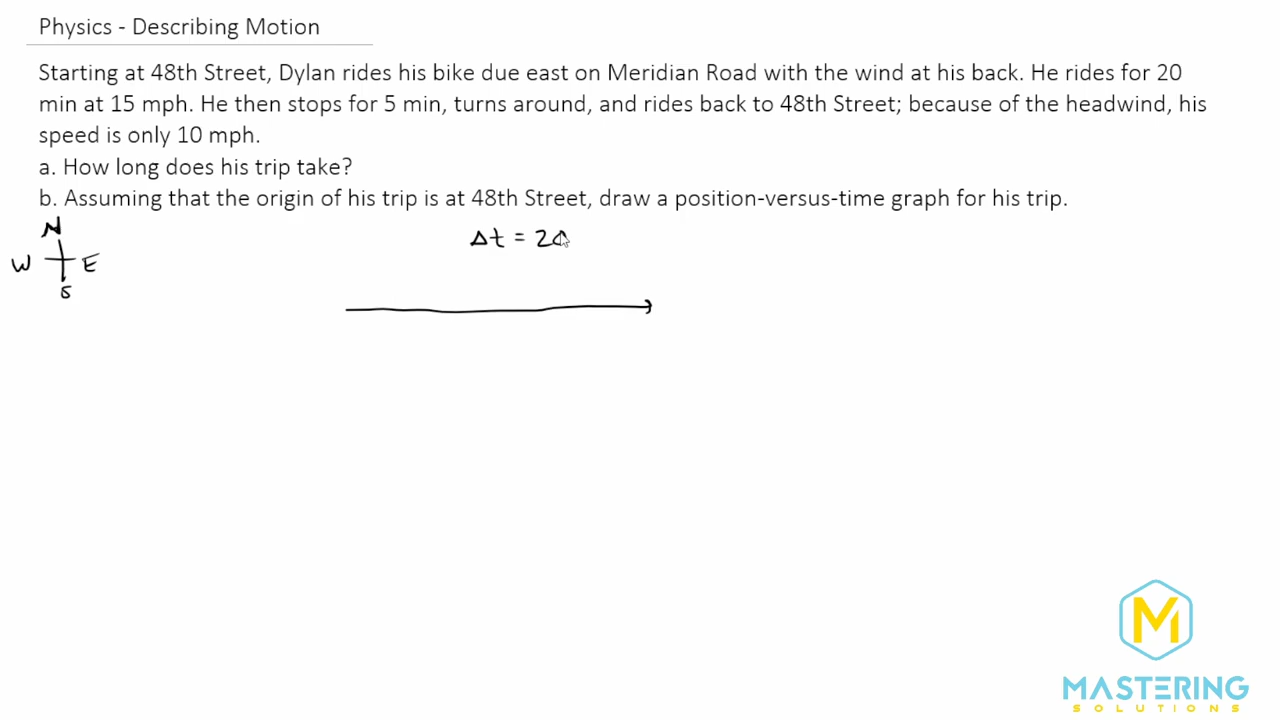 Physics - Describing Motion
Starting at 48th Street, Dylan rides his bike due east on Meridian Road with the wind at his back. He rides for 20
min at 15 mph. He then stops for 5 min, turns around, and rides back to 48th Street; because of the headwind, his
speed is only 10 mph.
a. How long does his trip take?
b. Assuming that the origin of his trip is at 48th Street, draw a position-versus-time graph for his trip.
N
W E
S
Δt = 20
M
MASTERING
SOLUTIONS